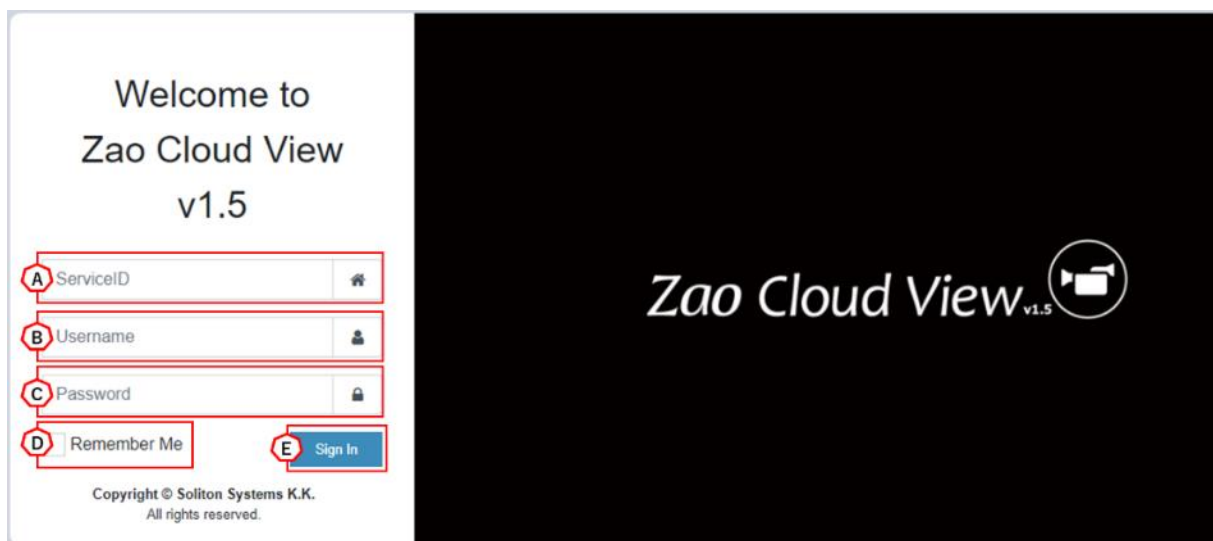 Welcome to
Zao Cloud View
v1.5
A ServiceID
B Username
C Password
D Remember Me
E Sign In
Copyright © Soliton Systems K.K.
All rights reserved.
Zao Cloud View v1.5